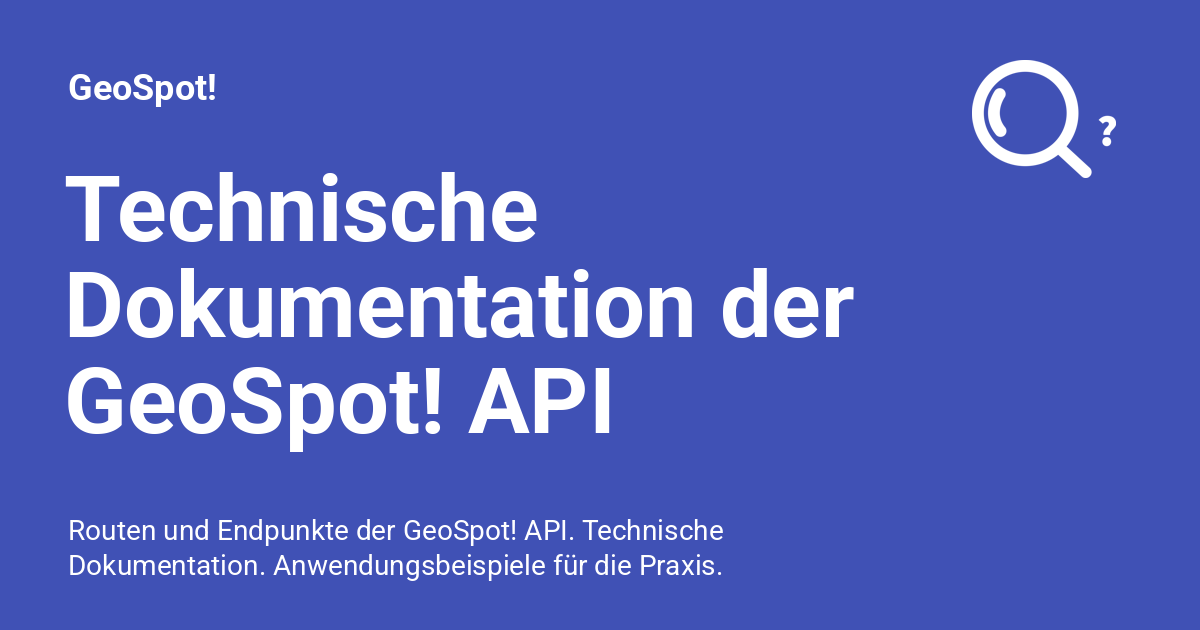 GeoSpot!
?
Technische
Dokumentation der
GeoSpot! API
Routen und Endpunkte der GeoSpot! API. Technische
Dokumentation. Anwendungsbeispiele für die Praxis.